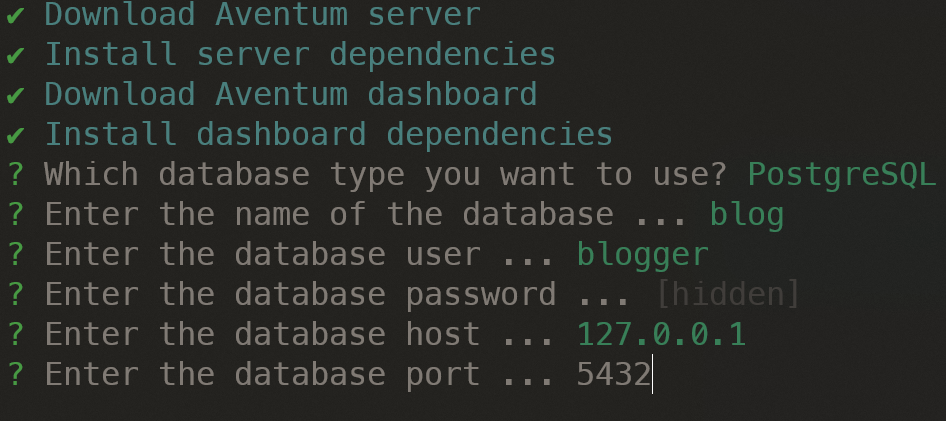 ✔ Download Aventum server
✔ Install server dependencies
✔ Download Aventum dashboard
✔ Install dashboard dependencies
? Which database type you want to use? PostgreSQL
? Enter the name of the database ... blog
? Enter the database user ... blogger
? Enter the database password ... [hidden]
? Enter the database host ... 127.0.0.1
? Enter the database port ... 5432